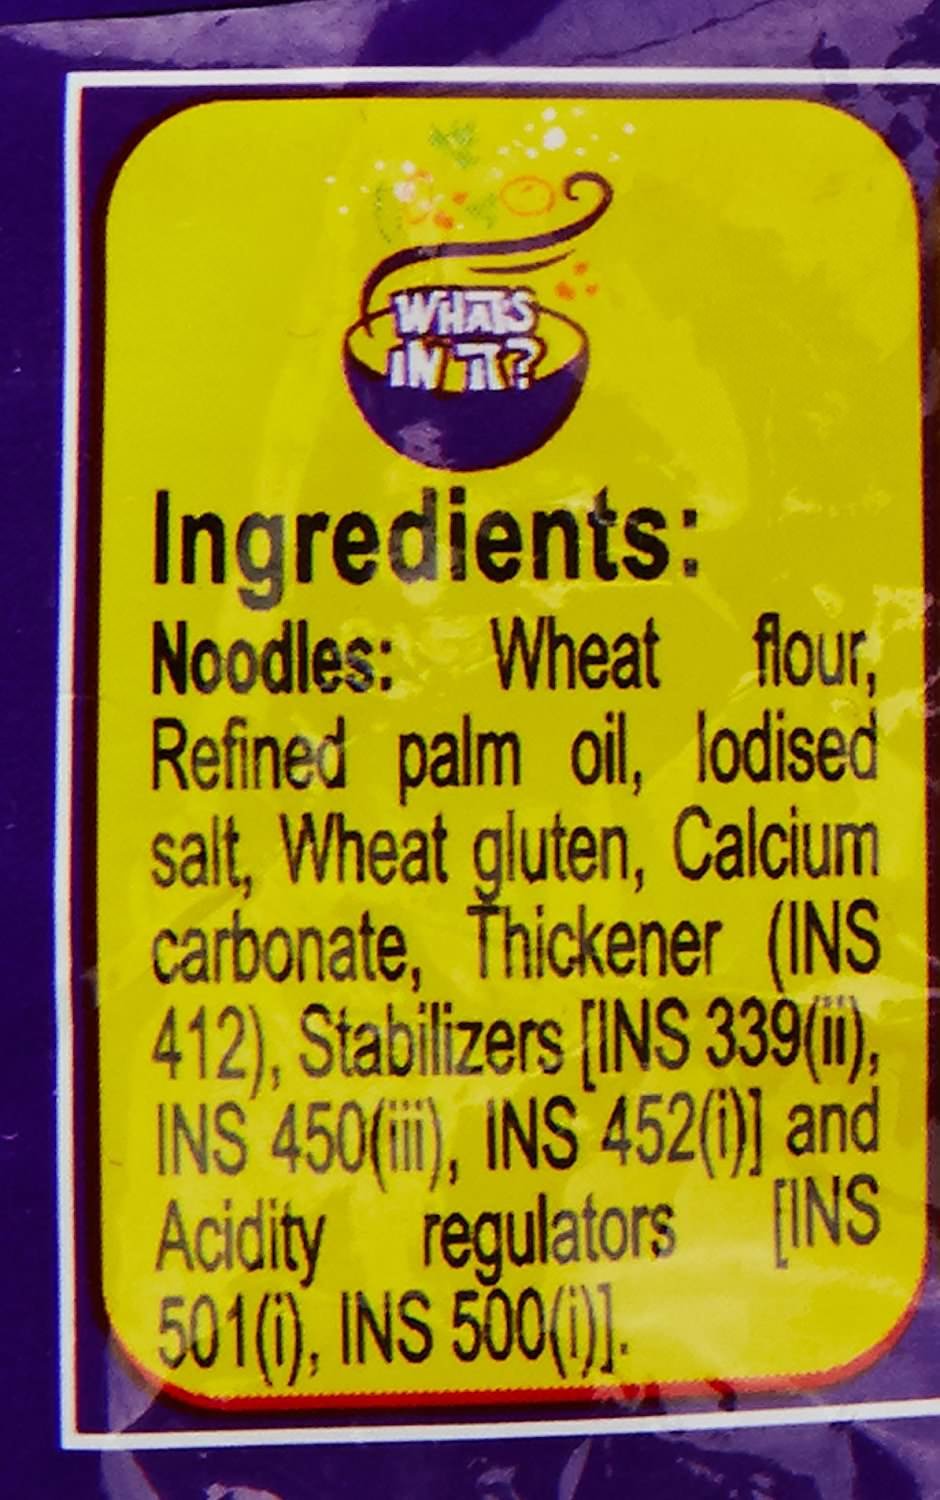 WHATS
IN IT?
Ingredients:
Noodles: Wheat flour,
Refined palm oil, Iodised
salt, Wheat gluten, Calcium
carbonate, Thickener (INS
412), Stabilizers [INS 339(ii),
INS 450(iii), INS 452(i)] and
Acidity regulators [INS
501(i), INS 500(i)].